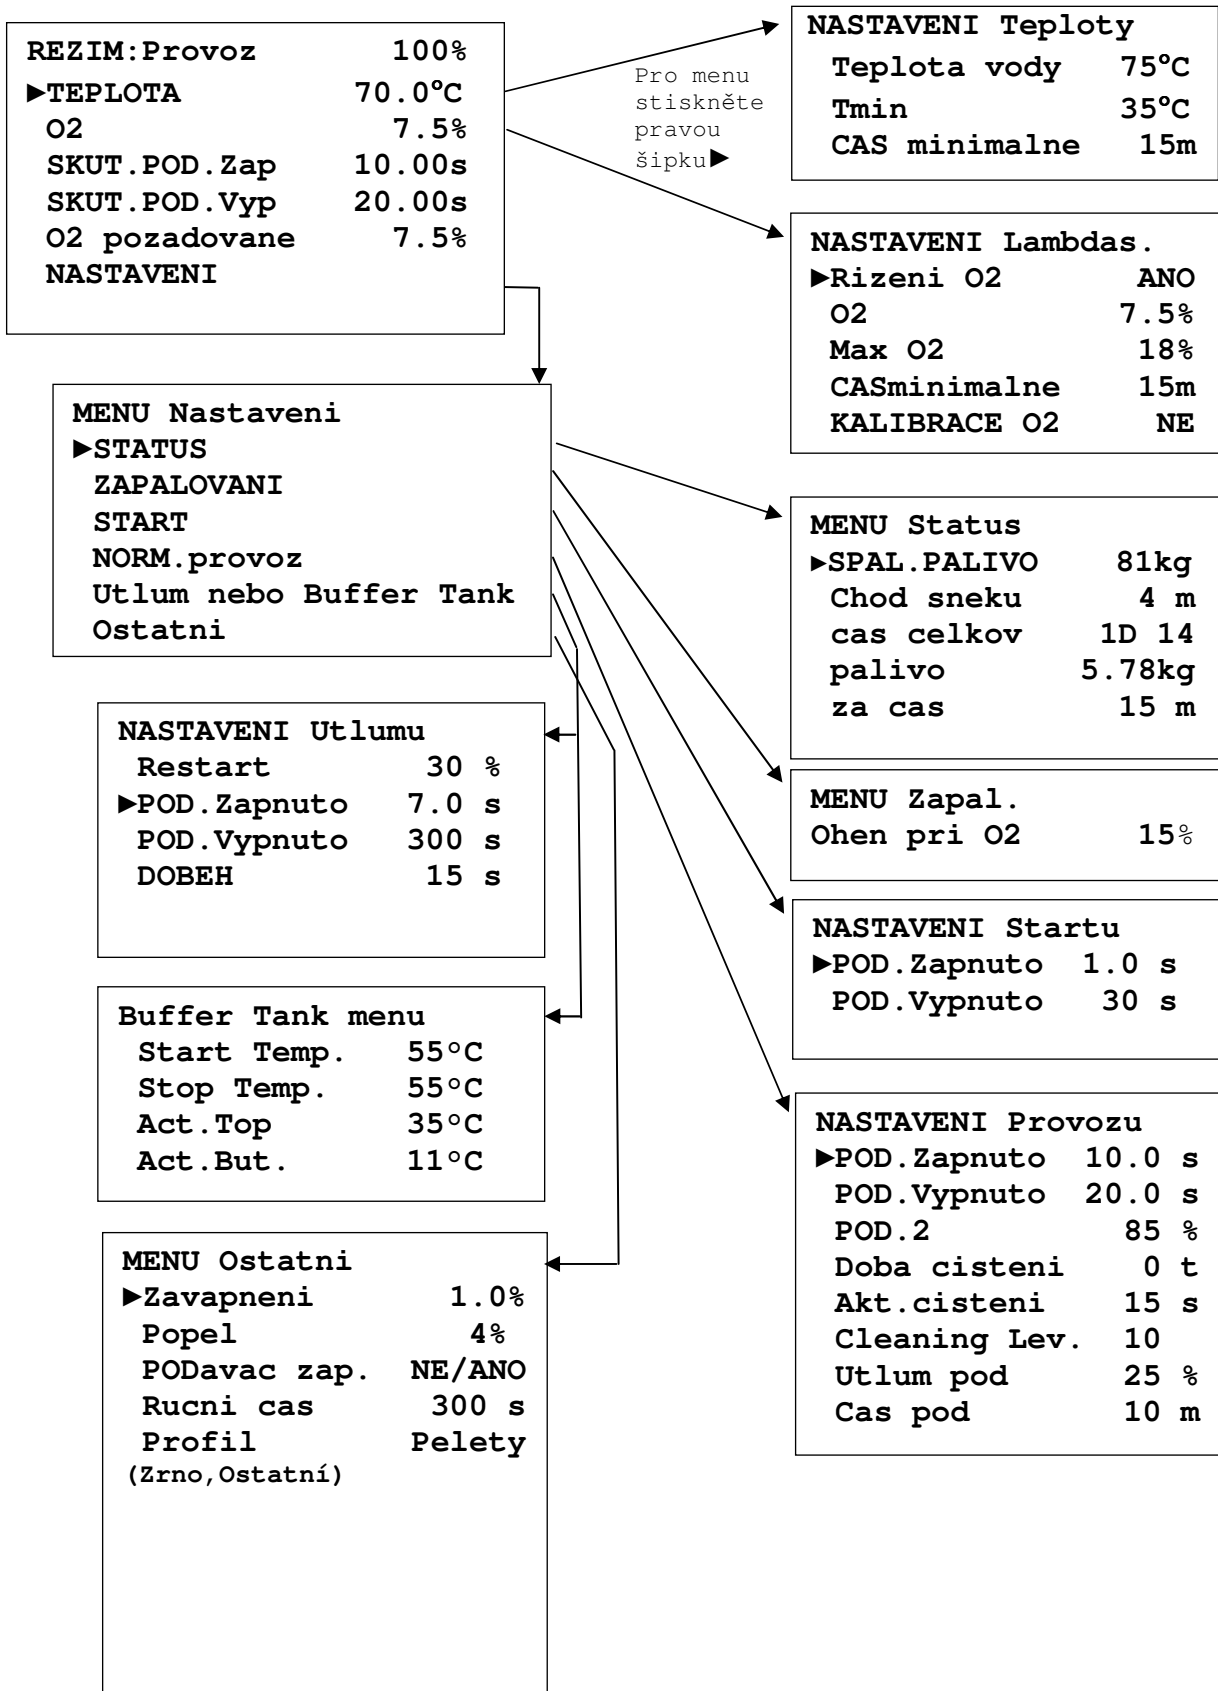 REZIM:Provoz 100%
►TEPLOTA 70.0°C
O2 7.5%
SKUT.POD.Zap 10.00s
SKUT.POD.Vyp 20.00s
O2 pozadovane 7.5%
NASTAVENI
Pro menu
stiskněte
pravou
šipku►
NASTAVENI Teploty
Teplota vody 75°C
Tmin 35°C
CAS minimalne 15m
NASTAVENI Lambdas.
►Rizeni O2 ANO
O2 7.5%
Max O2 18%
CASminimalne 15m
KALIBRACE O2 NE
MENU Nastaveni
►STATUS
ZAPALOVANI
START
NORM.provoz
Utlum nebo Buffer Tank
Ostatni
MENU Status
►SPAL.PALIVO 81kg
Chod sneku 4 m
cas celkov 1D 14
palivo 5.78kg
za cas 15 m
NASTAVENI Utlumu
Restart 30 %
►POD.Zapnuto 7.0 s
POD.Vypnuto 300 s
DOBEH 15 s
MENU Zapal.
Ohen pri O2 15%
NASTAVENI Startu
►POD.Zapnuto 1.0 s
POD.Vypnuto 30 s
Buffer Tank menu
Start Temp. 55°C
Stop Temp. 55°C
Act.Top 35°C
Act.But. 11°C
NASTAVENI Provozu
►POD.Zapnuto 10.0 s
POD.Vypnuto 20.0 s
POD.2 85 %
Doba cisteni 0 t
Akt.cisteni 15 s
Cleaning Lev. 10
Utlum pod 25 %
Cas pod 10 m
MENU Ostatni
►Zavapneni 1.0%
Popel 4%
PODavac zap. NE/ANO
Rucni cas 300 s
Profil Pelety
(Zrno,Ostatní)